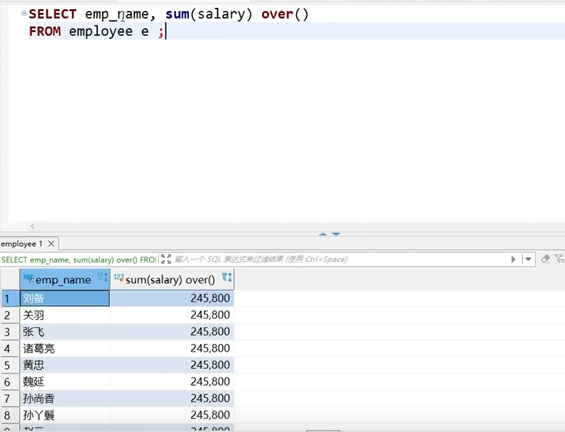 SELECT emp_name, sum(salary) over()
FROM employee e ;
employee 1
SELECT emp_name, sum(salary) over() FROI
输入一个 SQL 表达式来过滤结果 (使用 Ctrl+Space)
emp_name 123 sum(salary) over()
1 刘备 245,800
2 关羽 245,800
3 张飞 245,800
4 诸葛亮 245,800
5 黄忠 245,800
6 魏延 245,800
7 孙尚香 245,800
8 孙丫鬟 245,800
245,800